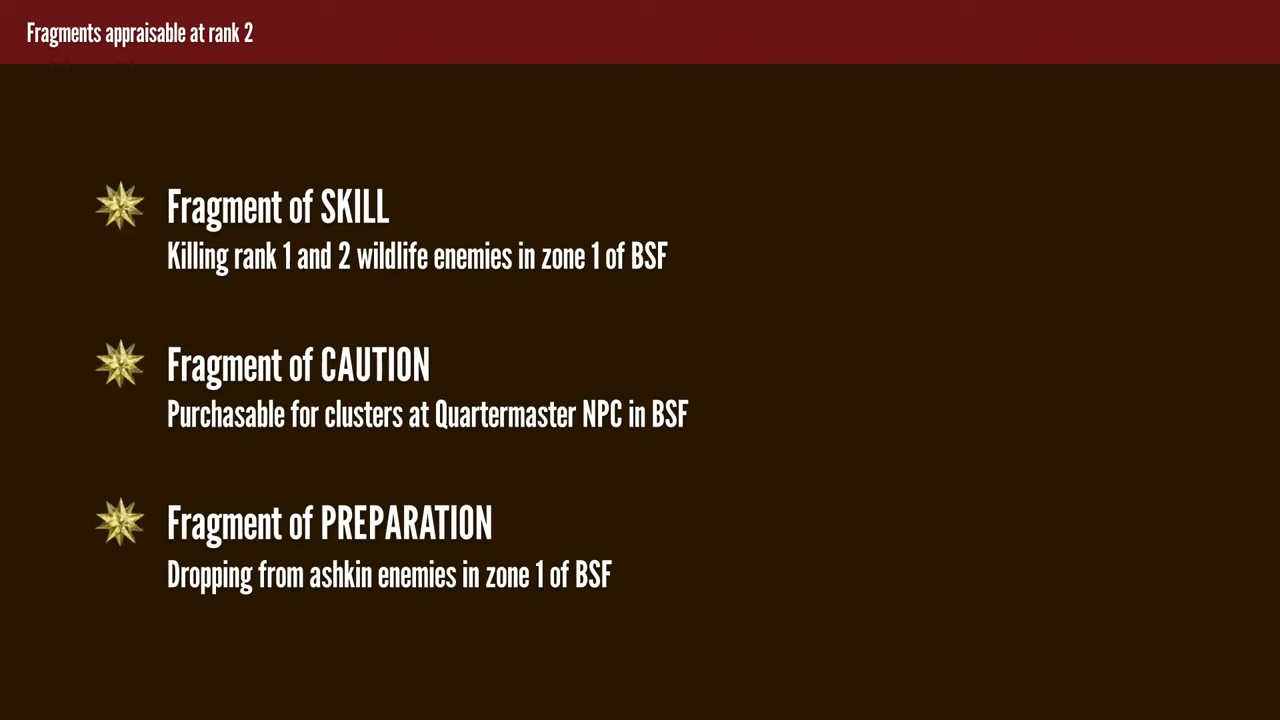 Fragments appraisable at rank 2
Fragment of SKILL
Killing rank 1 and 2 wildlife enemies in zone 1 of BSF
Fragment of CAUTION
Purchasable for clusters at Quartermaster NPC in BSF
Fragment of PREPARATION
Dropping from ashkin enemies in zone 1 of BSF